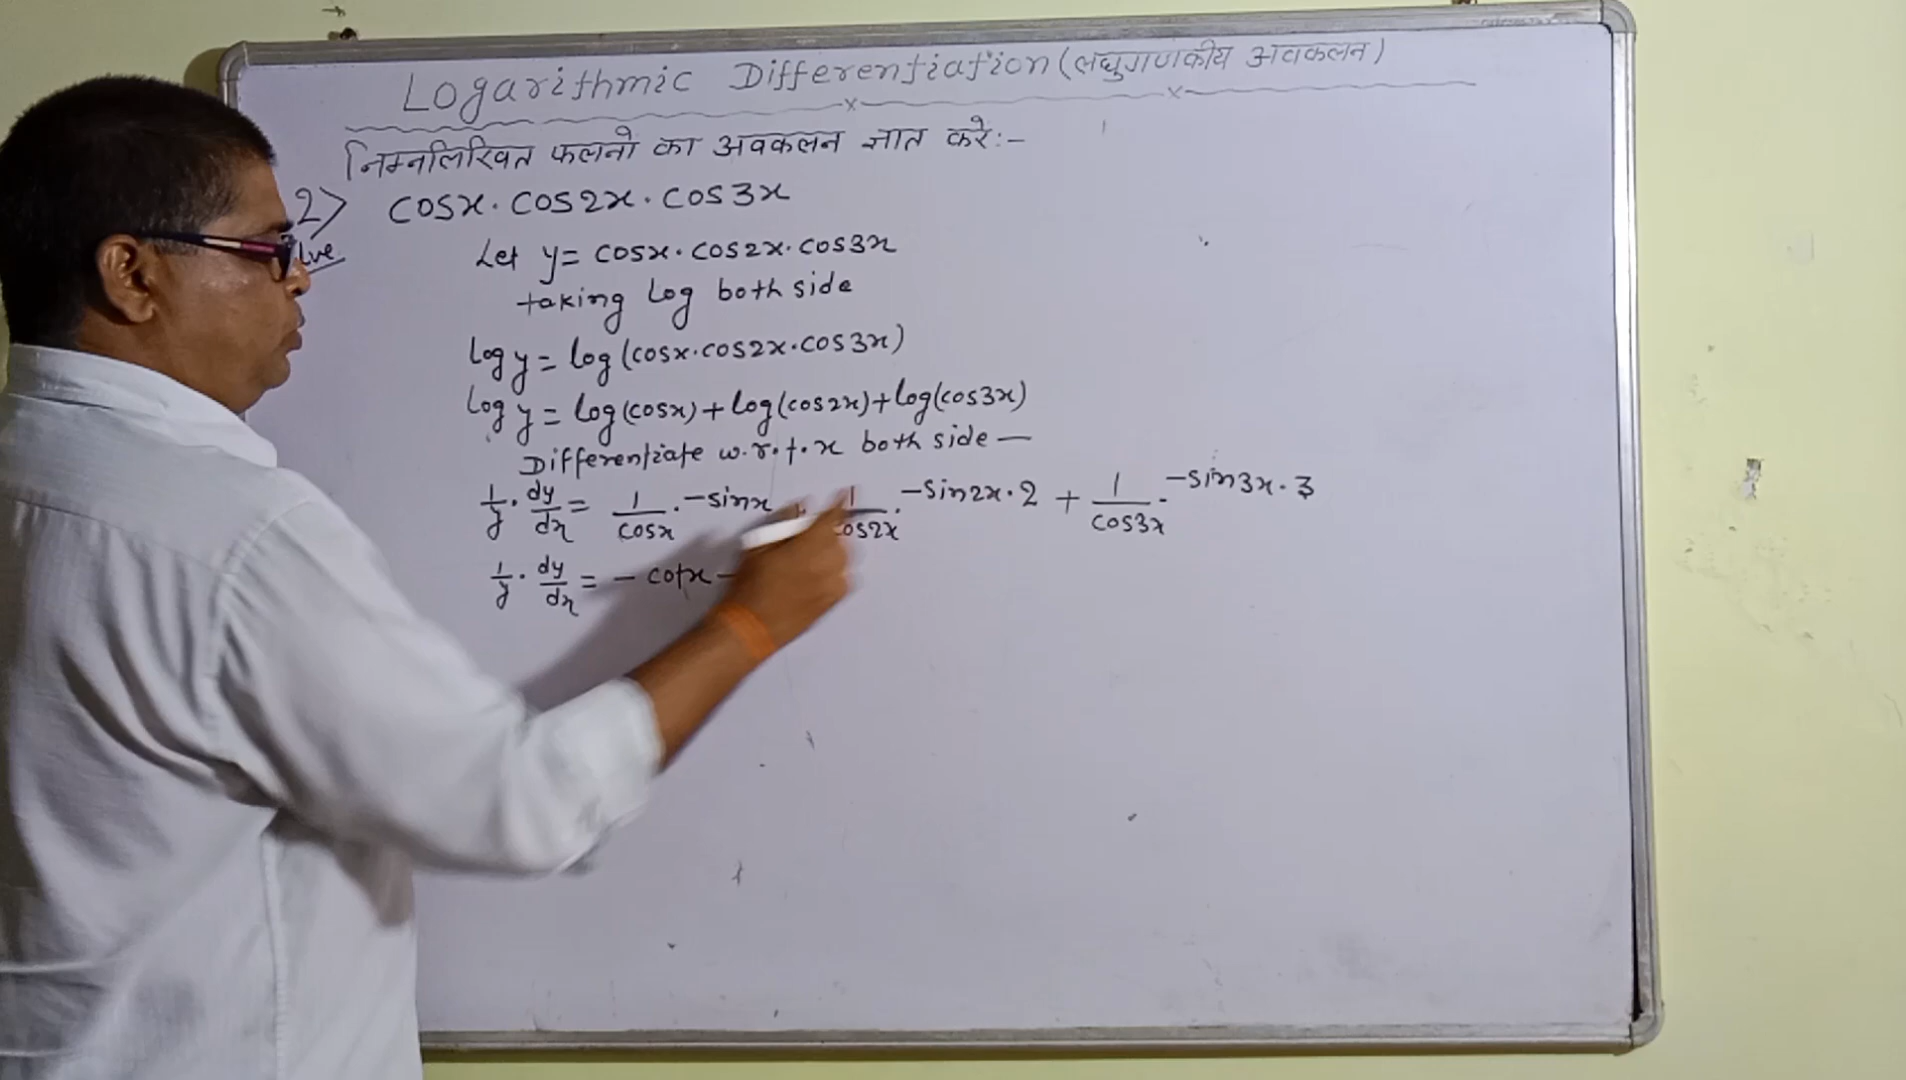 Logarithmic Differentiation (लघुगणकीय अवकलन)
निम्नलिखित फलनो का अवकलन ज्ञात करे:-
2> cosx · cos2x · cos3x
lve Let y = cosx · cos2x · cos3x
taking log both side
log y = log (cosx · cos2x · cos3x)
log y = log(cosx) + log(cos2x) + log(cos3x)
Differentiate w.r.t. x both side —
1/y · dy/dx = 1/cosx · -sinx + 1/cos2x · -sin2x · 2 + 1/cos3x · -sin3x · 3
1/y · dy/dx = - cotx -